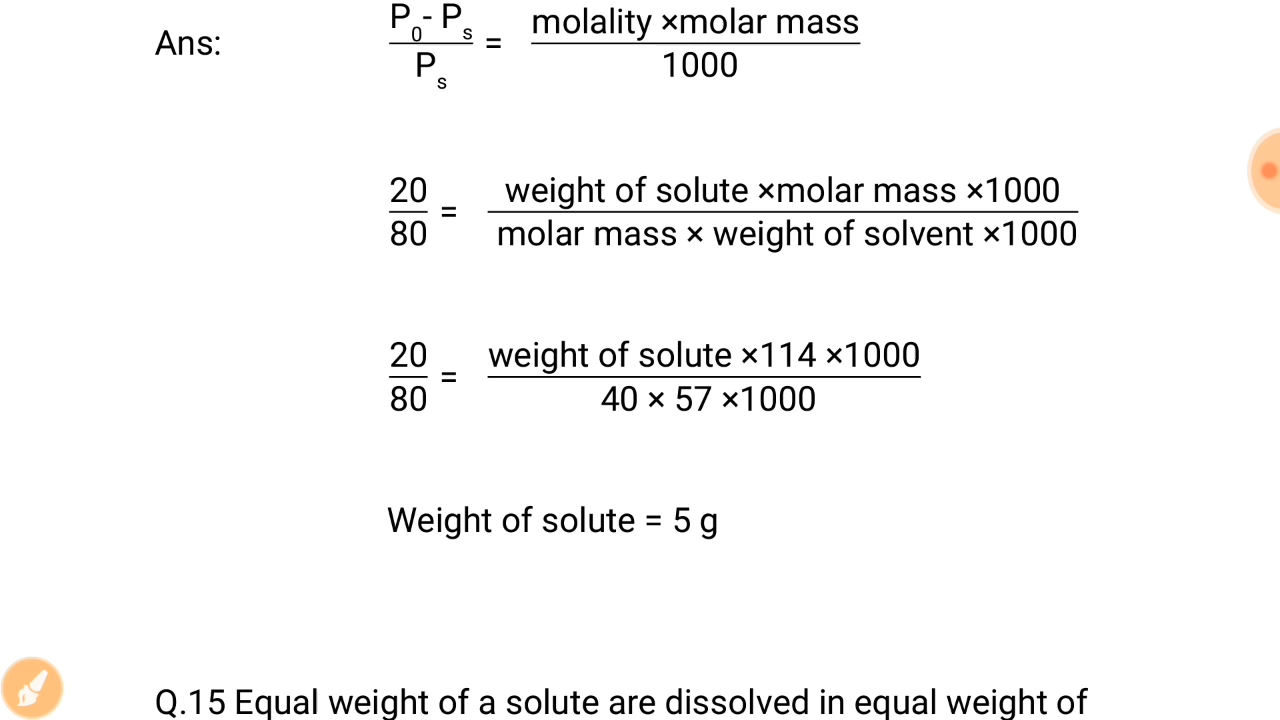 Ans: P₀- Pₛ / Pₛ = molality ×molar mass / 1000
20 / 80 = weight of solute ×molar mass ×1000 / molar mass × weight of solvent ×1000
20 / 80 = weight of solute ×114 ×1000 / 40 × 57 ×1000
Weight of solute = 5 g
Q.15 Equal weight of a solute are dissolved in equal weight of